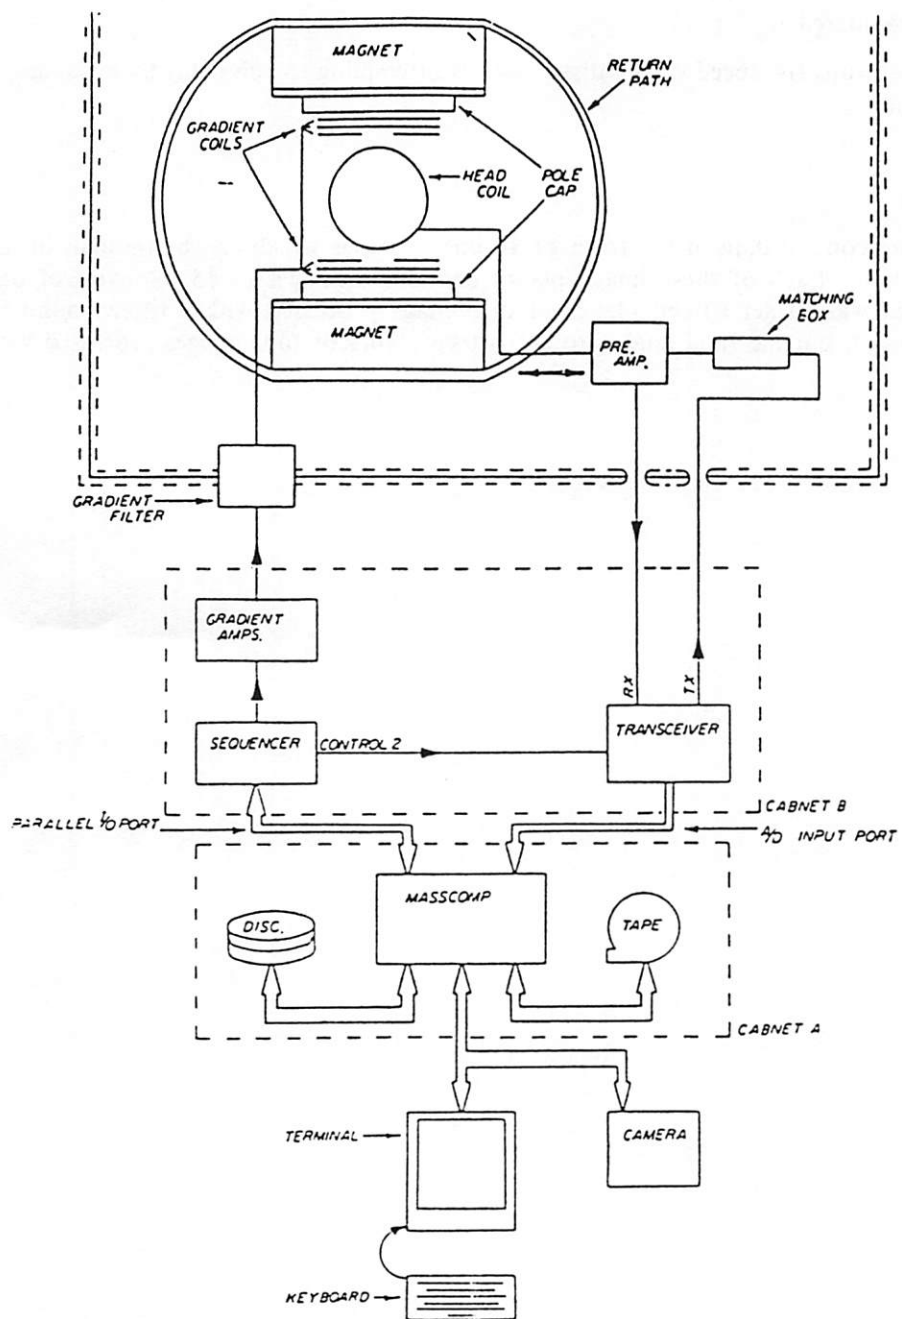 MAGNET
RETURN
PATH
GRADIENT
COILS
HEAD
COIL
POLE
CAP
MAGNET
MATCHING
BOX
PRE.
AMP.
GRADIENT
FILTER
GRADIENT
AMPS.
RX
TX
SEQUENCER
CONTROL 2
TRANSCEIVER
CABNET B
PARALLEL I/O PORT
A/D INPUT PORT
MASSCOMP
DISC.
TAPE
CABNET A
TERMINAL
CAMERA
KEYBOARD